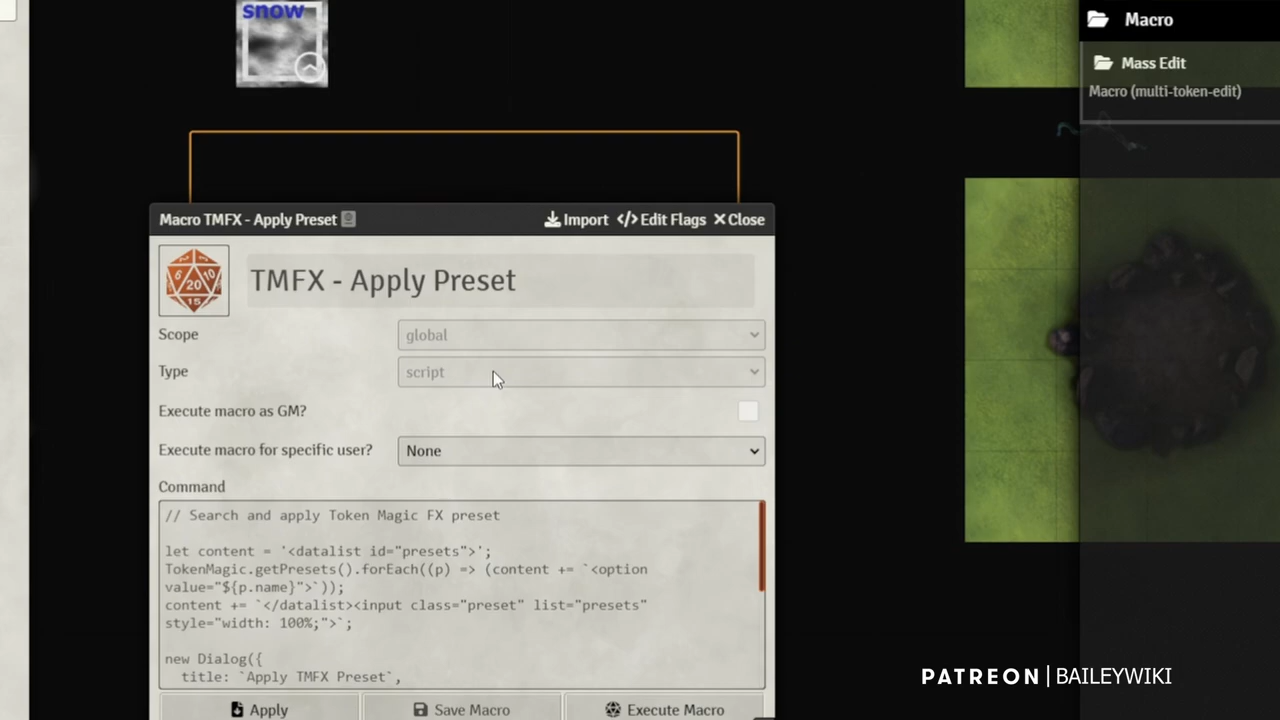 snow
Macro
Mass Edit
Macro (multi-token-edit)
Macro TMFX - Apply Preset
Import
</> Edit Flags
Close
TMFX - Apply Preset
6 20 10
15
Scope
global
Type
script
Execute macro as GM?
Execute macro for specific user?
None
Command
// Search and apply Token Magic FX preset
let content = '<datalist id="presets">';
TokenMagic.getPresets().forEach((p) => (content += `<option
value="${p.name}">`));
content += `</datalist><input class="preset" list="presets"
style="width: 100%;">`;
new Dialog({
title: `Apply TMFX Preset`,
Apply
Save Macro
Execute Macro
PATREON | BAILEYWIKI